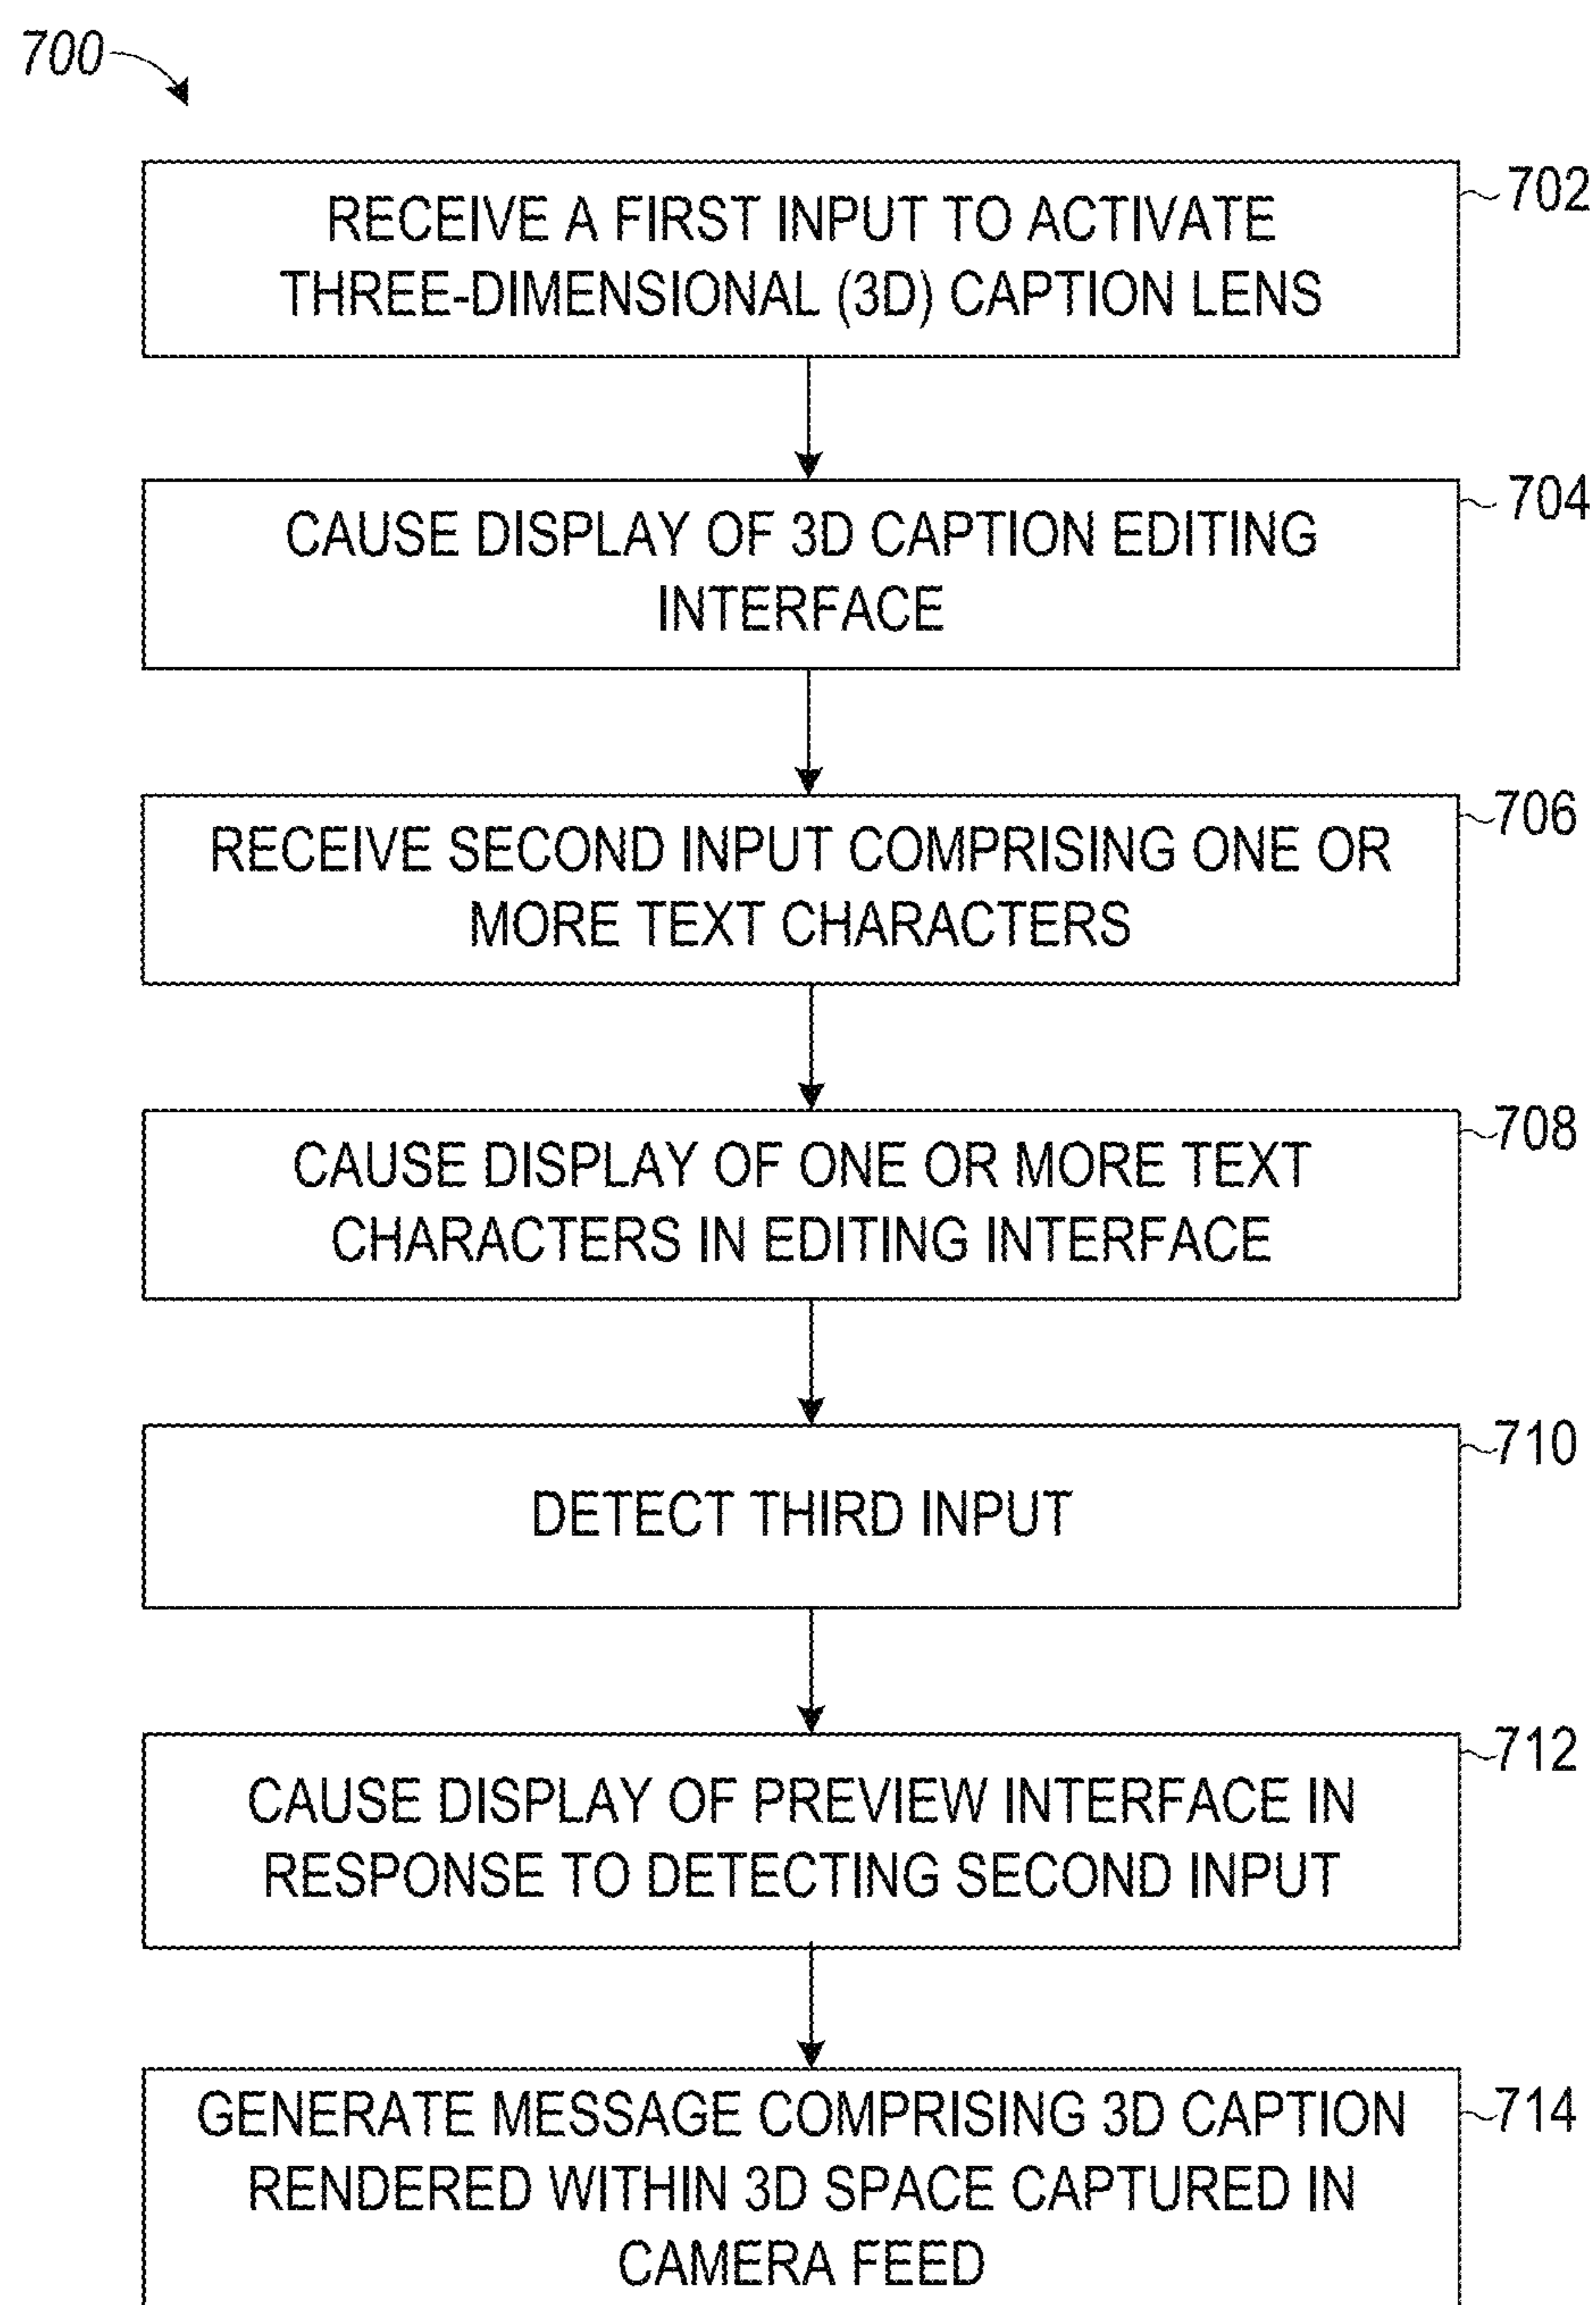 700
RECEIVE A FIRST INPUT TO ACTIVATE
THREE-DIMENSIONAL (3D) CAPTION LENS
702
CAUSE DISPLAY OF 3D CAPTION EDITING
INTERFACE
704
RECEIVE SECOND INPUT COMPRISING ONE OR
MORE TEXT CHARACTERS
706
CAUSE DISPLAY OF ONE OR MORE TEXT
CHARACTERS IN EDITING INTERFACE
708
DETECT THIRD INPUT
710
CAUSE DISPLAY OF PREVIEW INTERFACE IN
RESPONSE TO DETECTING SECOND INPUT
712
GENERATE MESSAGE COMPRISING 3D CAPTION
RENDERED WITHIN 3D SPACE CAPTURED IN
CAMERA FEED
714